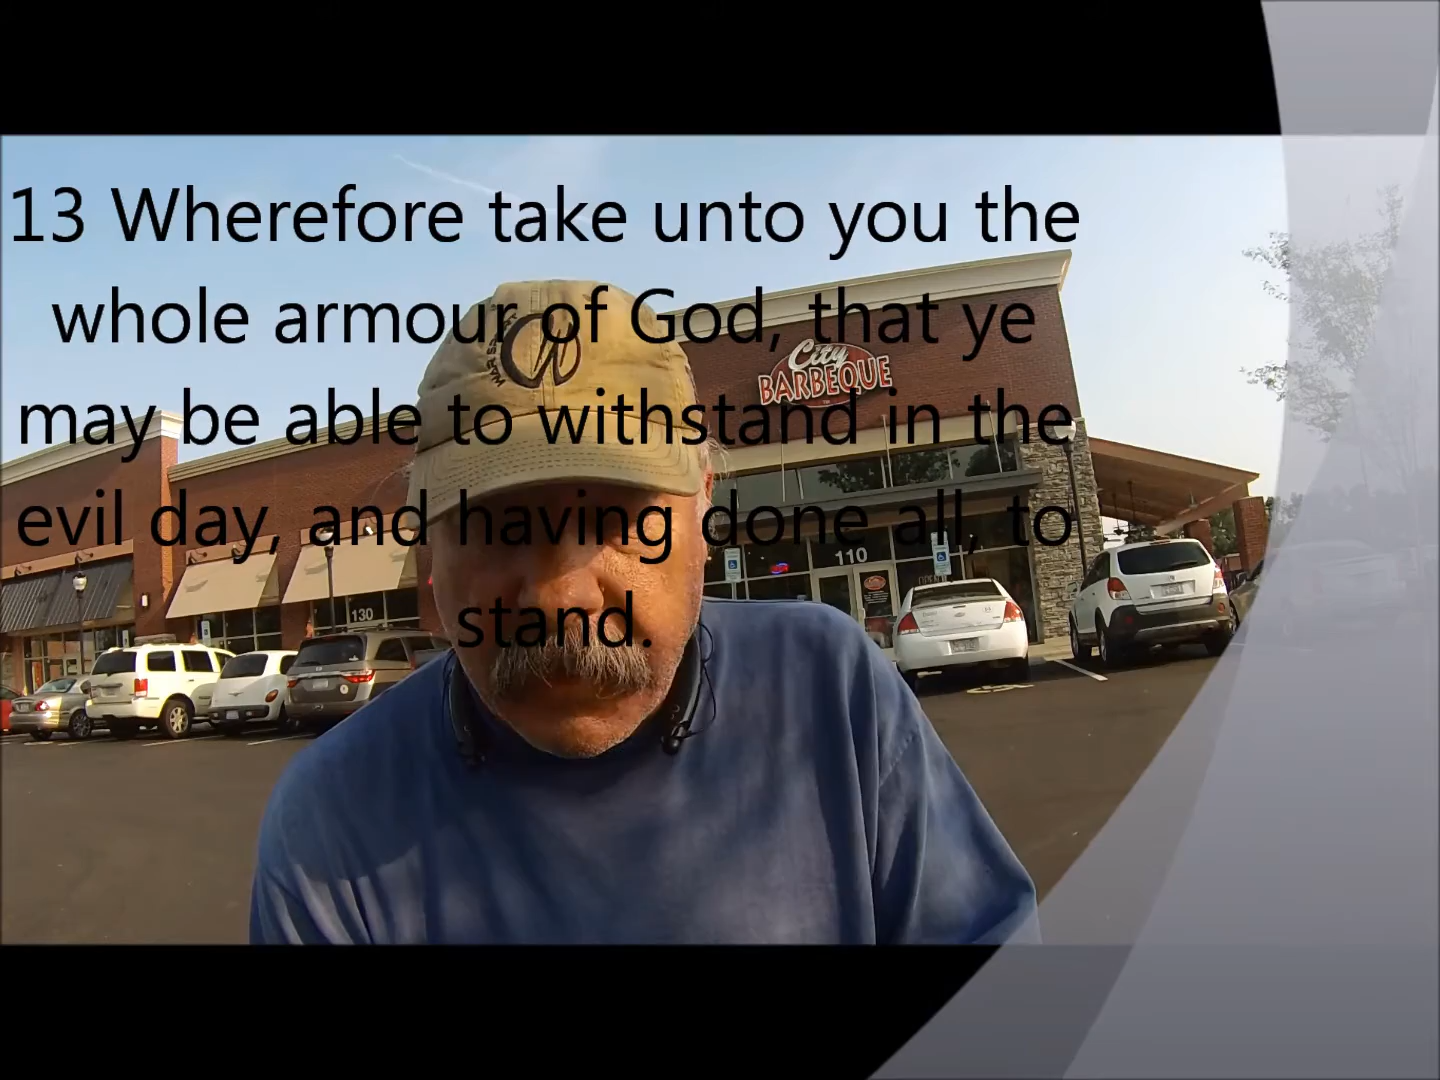 13 Wherefore take unto you the
whole armour of God, that ye
may be able to withstand in the
evil day, and having done all, to
stand.
City
BARBEQUE
110
130
OPEN